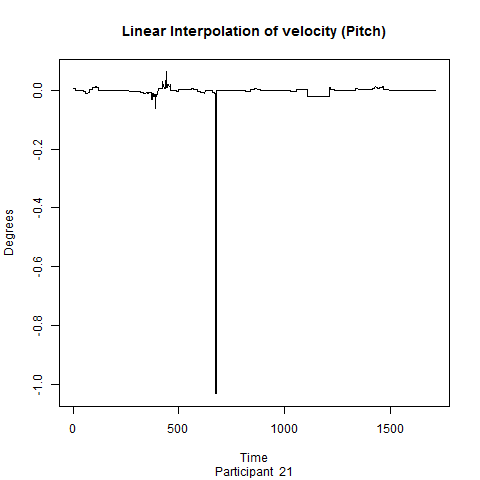 Linear Interpolation of velocity (Pitch)
Degrees
0.0
-0.2
-0.4
-0.6
-0.8
-1.0
0 500 1000 1500
Time
Participant 21